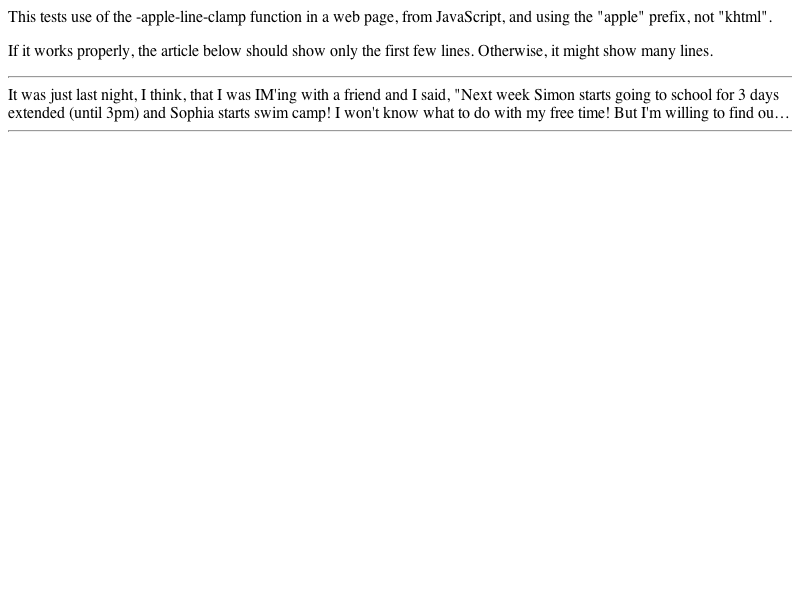 This tests use of the -apple-line-clamp function in a web page, from JavaScript, and using the "apple" prefix, not "khtml".
If it works properly, the article below should show only the first few lines. Otherwise, it might show many lines.
It was just last night, I think, that I was IM'ing with a friend and I said, "Next week Simon starts going to school for 3 days
extended (until 3pm) and Sophia starts swim camp! I won't know what to do with my free time! But I'm willing to find ou…